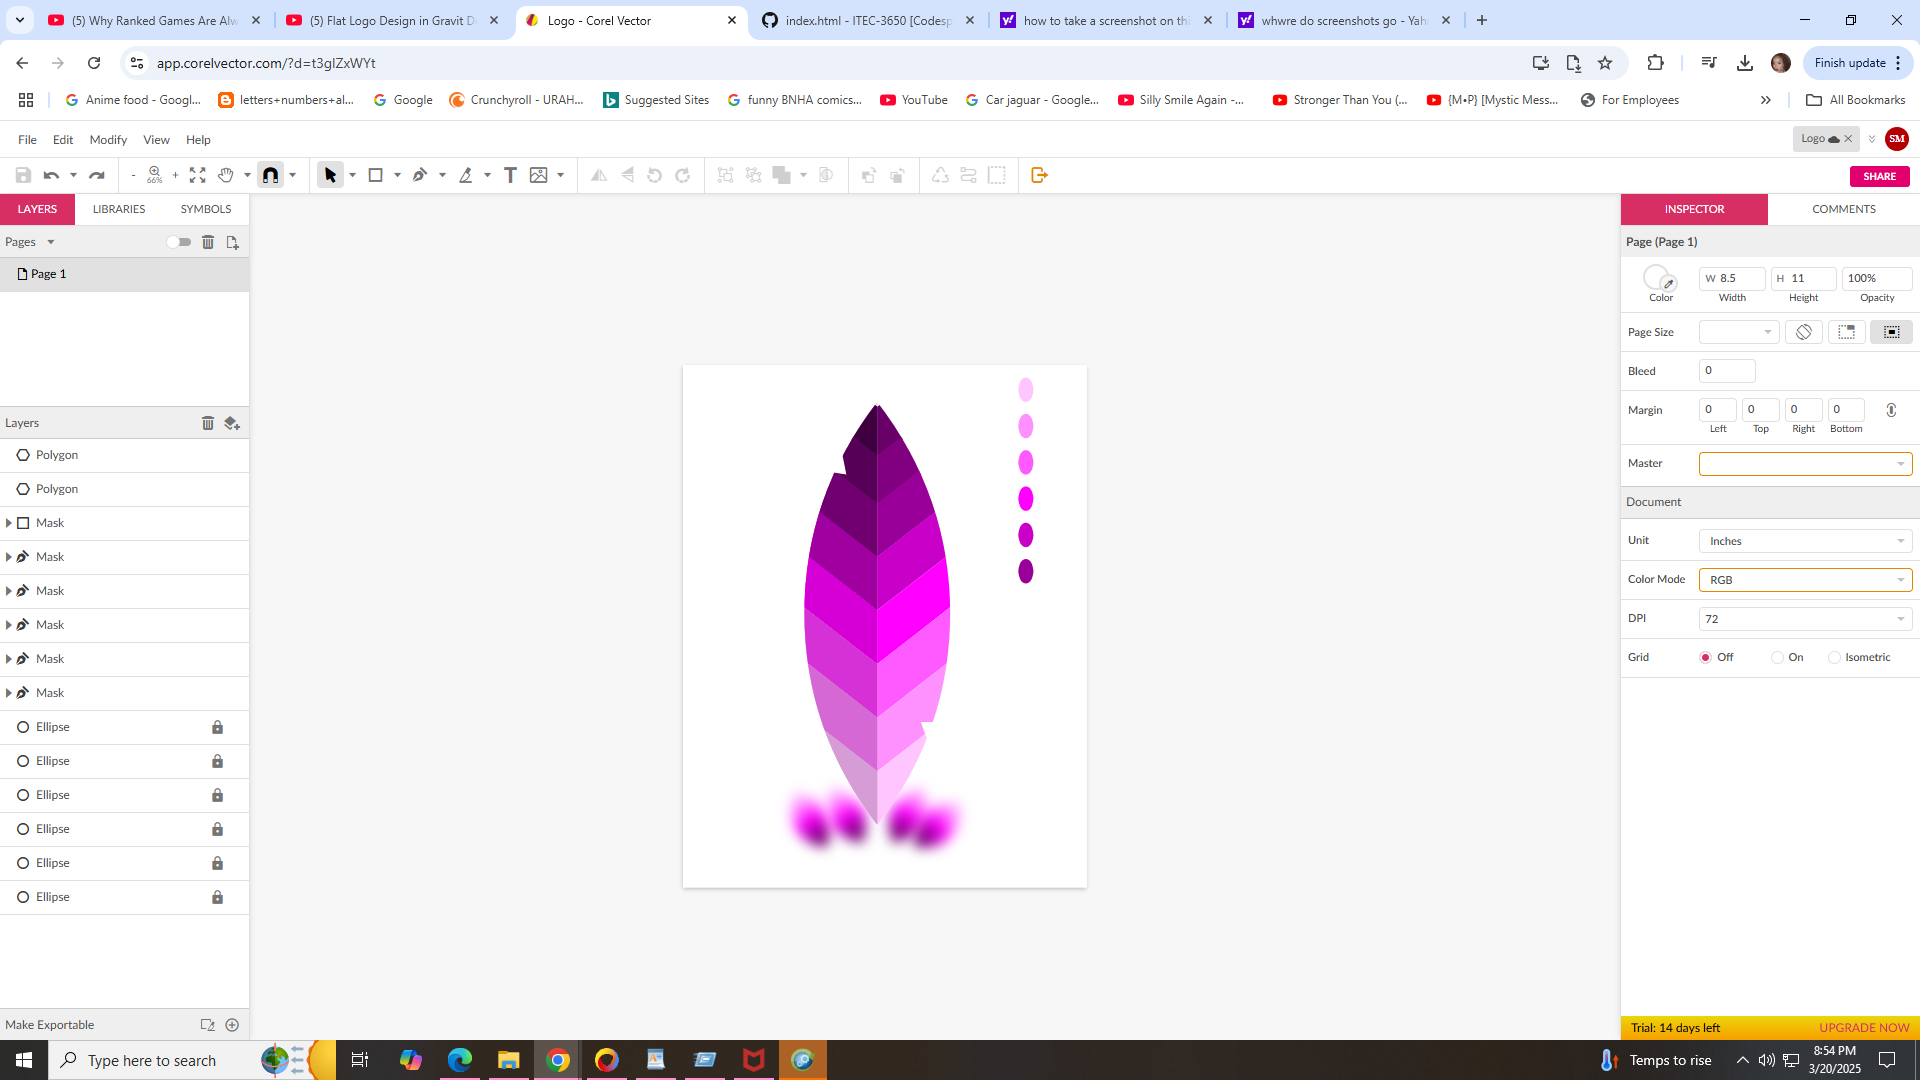 (5) Why Ranked Games Are Alw
(5) Flat Logo Design in Gravit D
Logo - Corel Vector
index.html - ITEC-3650 [Codesp
how to take a screenshot on thi
whwre do screenshots go - Yah
app.corelvector.com/?d=t3glZxWYt
Finish update
Anime food - Googl...
letters+numbers+al...
Google
Crunchyroll - URAH...
Suggested Sites
funny BNHA comics...
YouTube
Car jaguar - Google...
Silly Smile Again -...
Stronger Than You (...
{M•P} [Mystic Mess...
For Employees
All Bookmarks
File Edit Modify View Help
Logo
SM
- 66% +
SHARE
LAYERS LIBRARIES SYMBOLS
INSPECTOR COMMENTS
Pages
Page 1
Layers
Polygon
Polygon
Mask
Mask
Mask
Mask
Mask
Mask
Ellipse
Ellipse
Ellipse
Ellipse
Ellipse
Ellipse
Make Exportable
Page (Page 1)
W 8.5 H 11 100%
Color Width Height Opacity
Page Size
Bleed 0
Margin 0 0 0 0
Left Top Right Bottom
Master
Document
Unit Inches
Color Mode RGB
DPI 72
Grid Off On Isometric
Trial: 14 days left UPGRADE NOW
Type here to search
Temps to rise
8:54 PM
3/20/2025